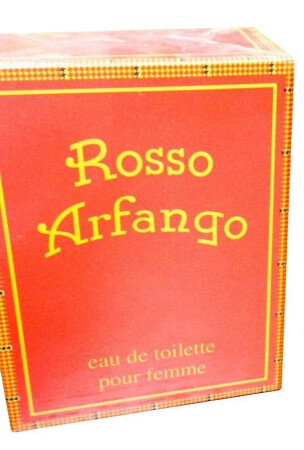 Rosso
Arfango
eau de toilette
pour femme